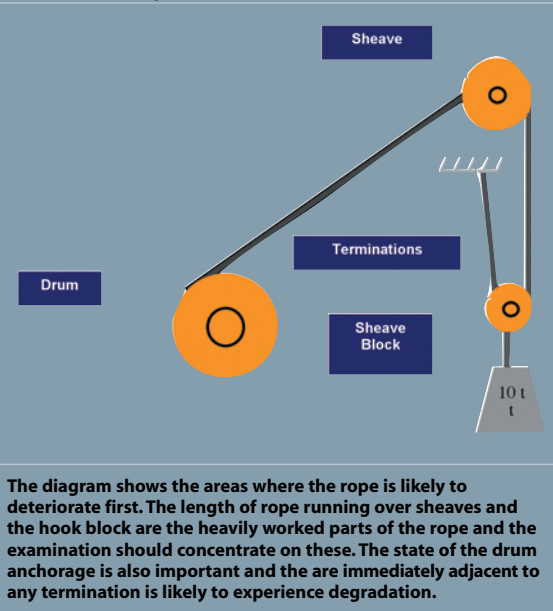 Sheave
Terminations
Drum
Sheave
Block
10 t
t
The diagram shows the areas where the rope is likely to
deteriorate first. The length of rope running over sheaves and
the hook block are the heavily worked parts of the rope and the
examination should concentrate on these. The state of the drum
anchorage is also important and the are immediately adjacent to
any termination is likely to experience degradation.